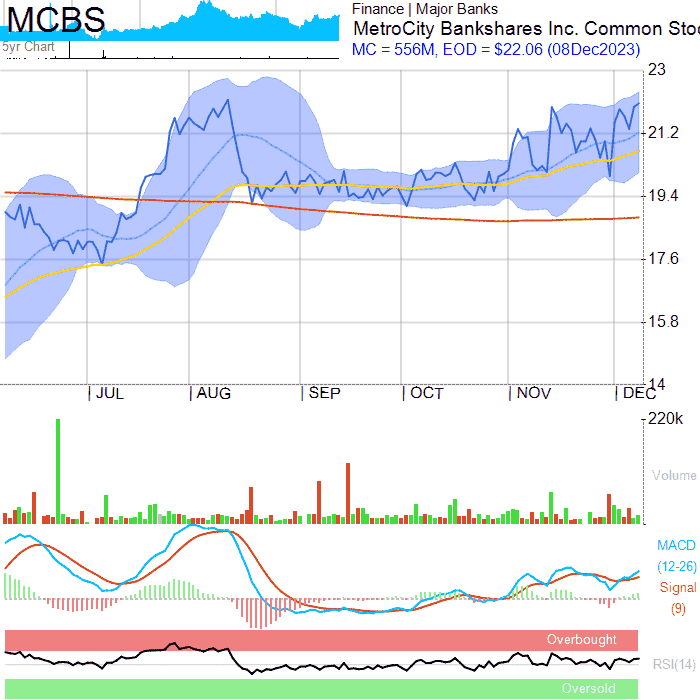 MCBS
5yr Chart
Finance | Major Banks
MetroCity Bankshares Inc. Common Sto
MC = 556M, EOD = $22.06 (08Dec2023)
23
21.2
19.4
17.6
15.8
14
JUL AUG SEP OCT NOV DEC
220k
Volume
MACD
(12-26)
Signal
(9)
Overbought
RSI(14)
Oversold